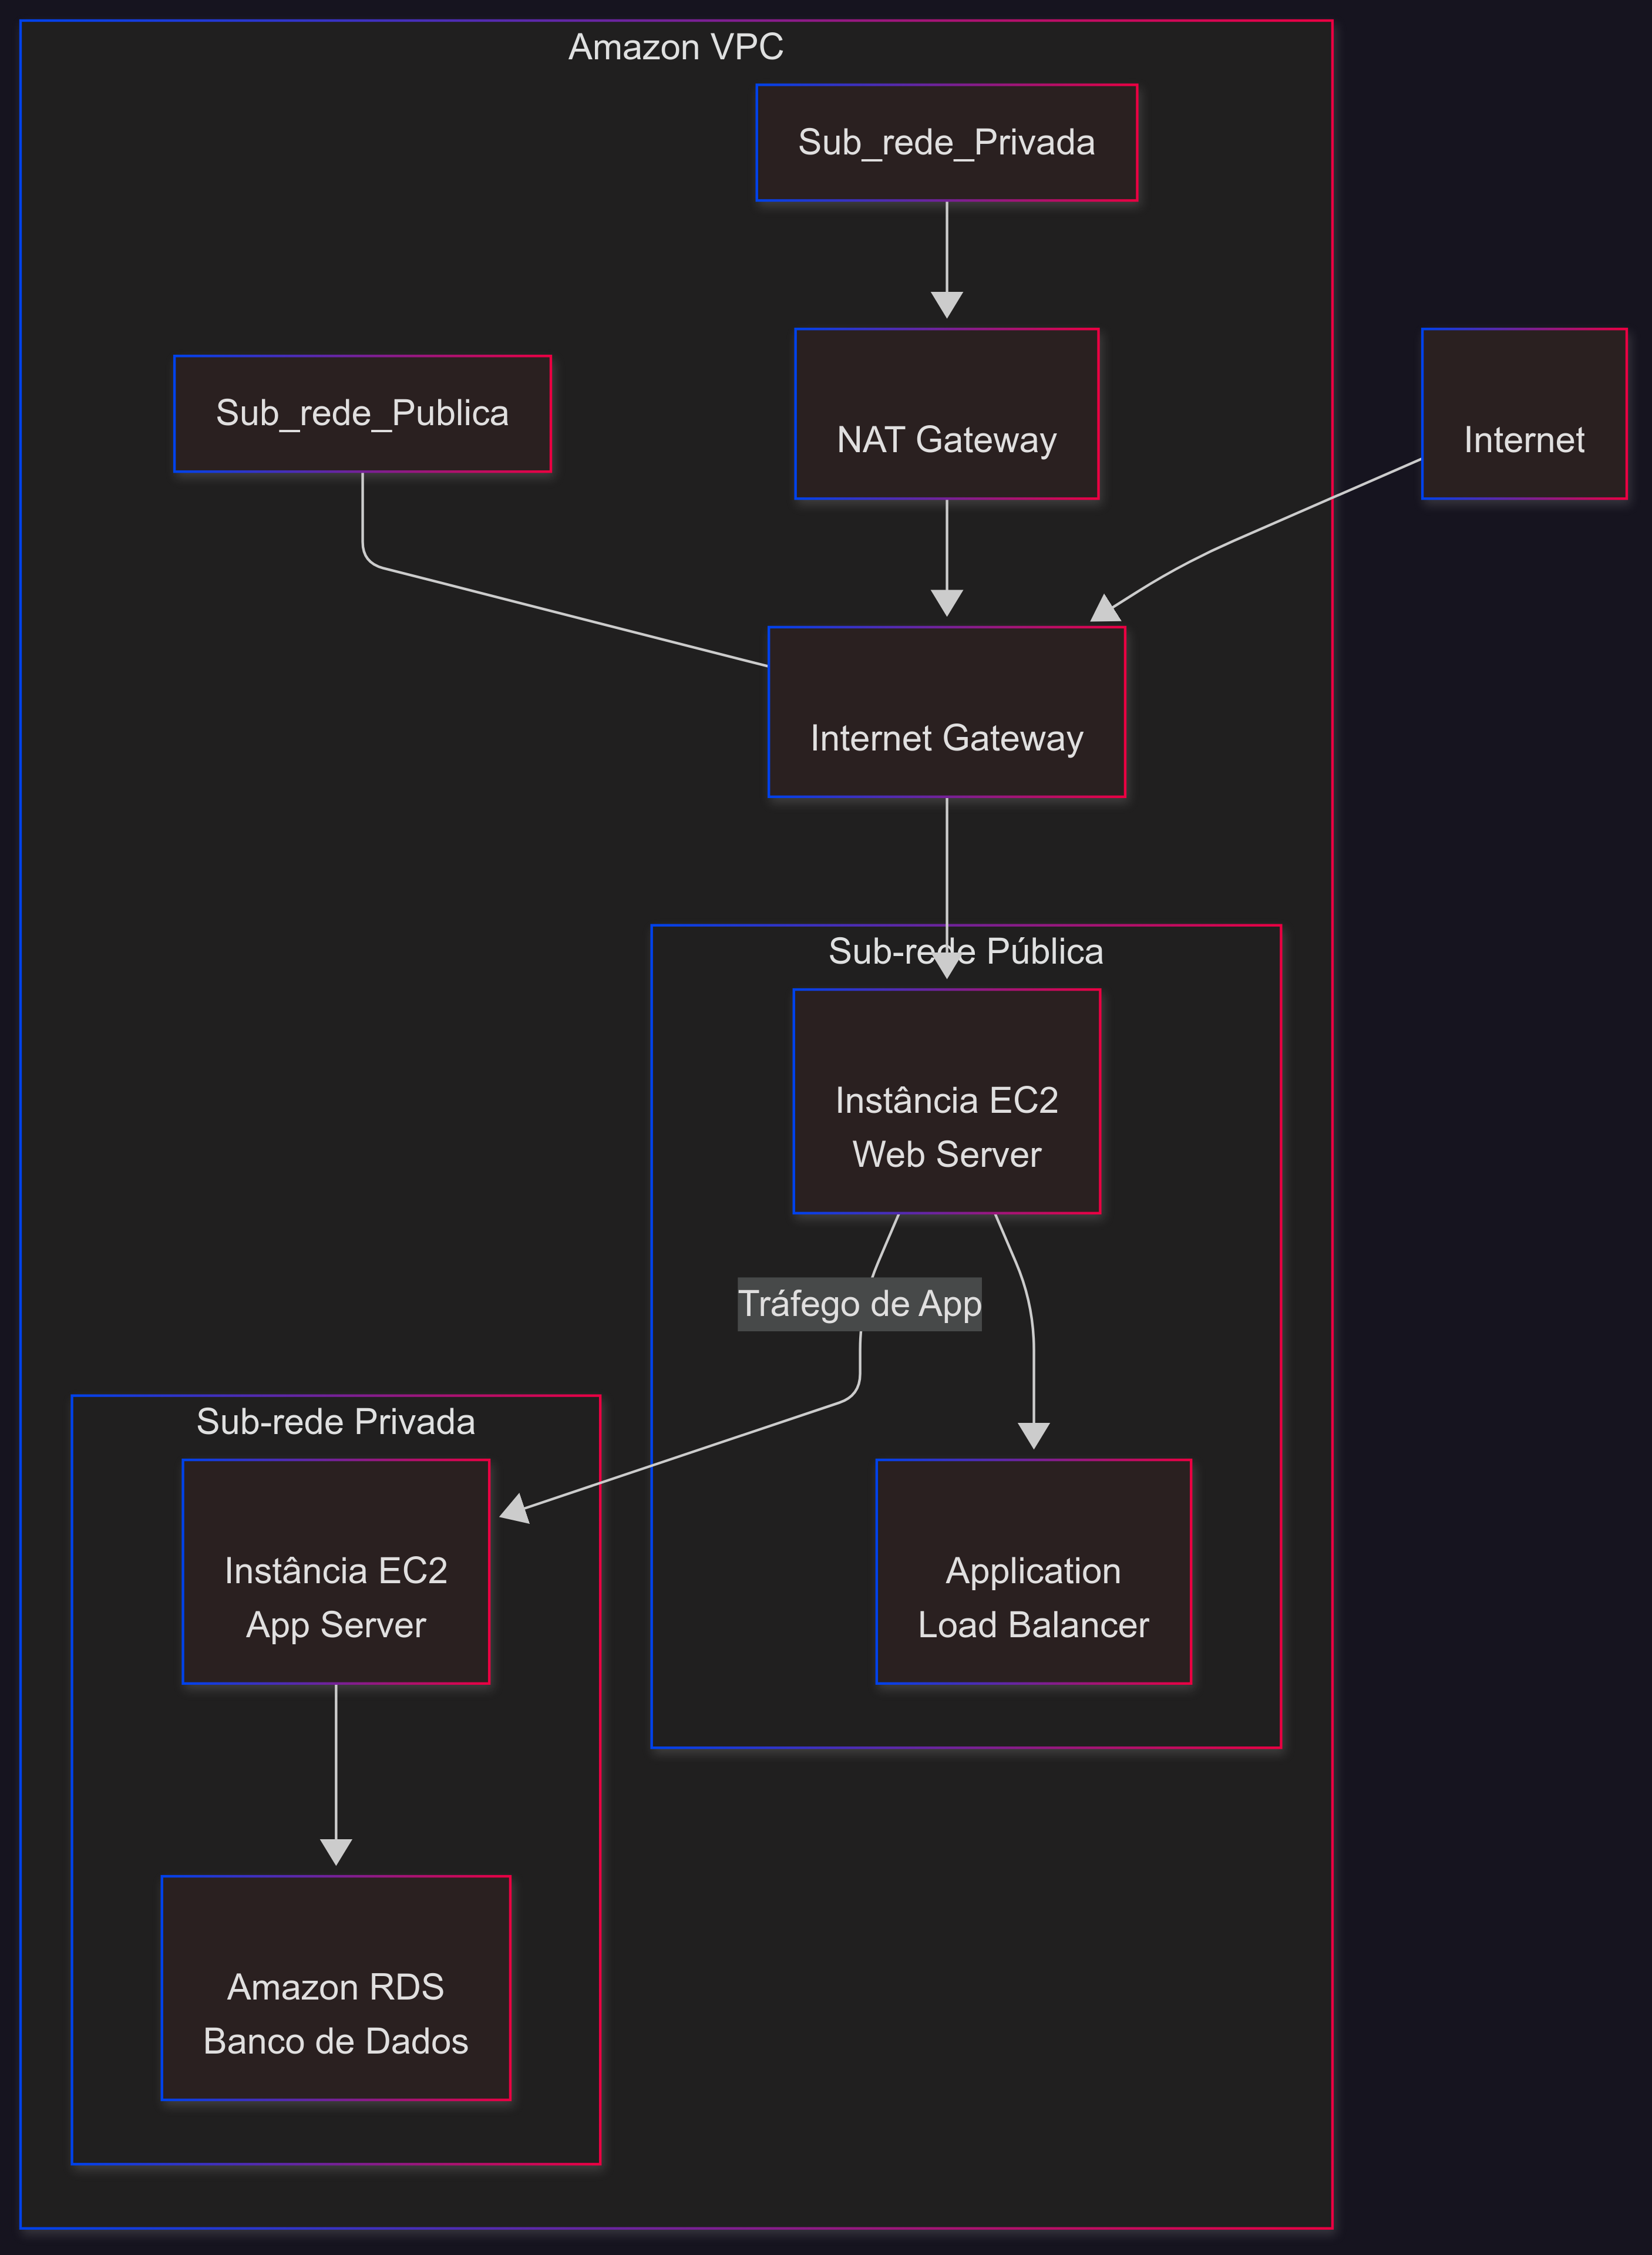 Amazon VPC
Sub_rede_Privada
Sub_rede_Publica
NAT Gateway
Internet
Internet Gateway
Sub-rede Pública
Instância EC2
Web Server
Tráfego de App
Sub-rede Privada
Instância EC2
App Server
Application
Load Balancer
Amazon RDS
Banco de Dados